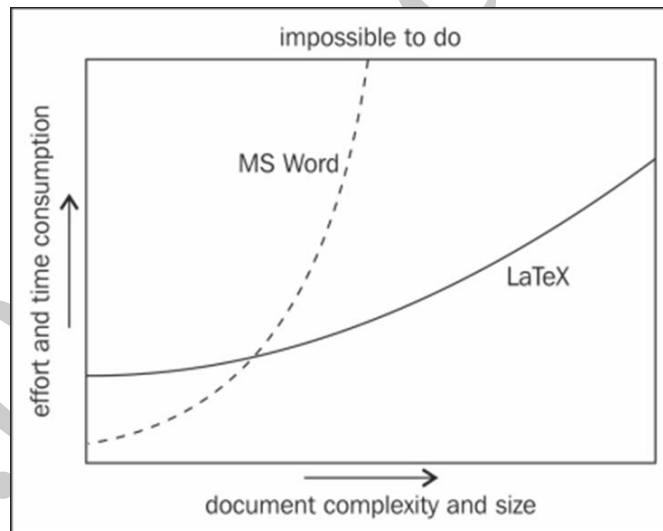 impossible to do
effort and time consumption
MS Word
LaTeX
document complexity and size